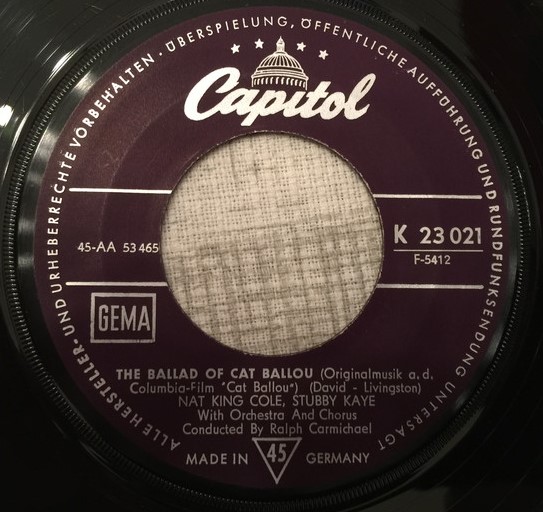 ALLE HERSTELLER- UND URHEBERRECHTE VORBEHALTEN. ÜBERSPIELUNG, ÖFFENTLICHE AUFFÜHRUNG UND RUNDFUNKSENDUNG UNTERSAGT
Capitol
45-AA 53 465
K 23 021
F-5412
GEMA
THE BALLAD OF CAT BALLOU (Originalmusik a. d.
Columbia-Film "Cat Ballou") (David - Livingston)
NAT KING COLE, STUBBY KAYE
With Orchestra And Chorus
Conducted By Ralph Carmichael
MADE IN 45 GERMANY